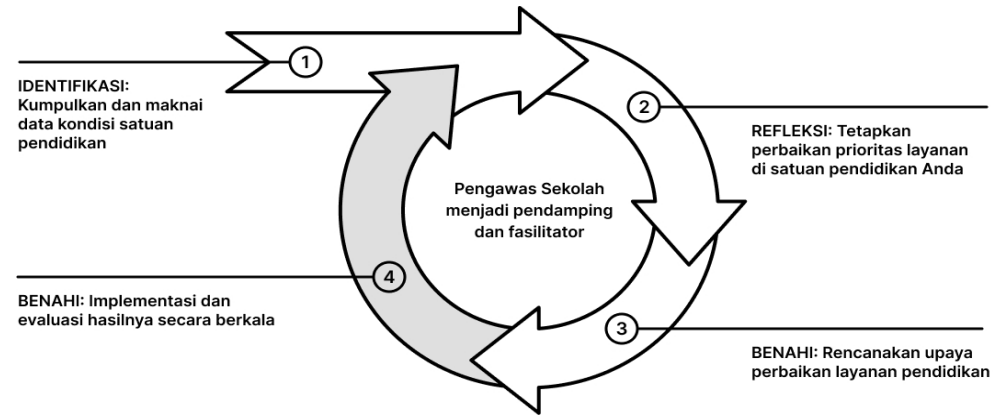 1
IDENTIFIKASI:
Kumpulkan dan maknai
data kondisi satuan
pendidikan
2
REFLEKSI: Tetapkan
perbaikan prioritas layanan
di satuan pendidikan Anda
Pengawas Sekolah
menjadi pendamping
dan fasilitator
3
BENAHI: Rencanakan upaya
perbaikan layanan pendidikan
4
BENAHI: Implementasi dan
evaluasi hasilnya secara berkala